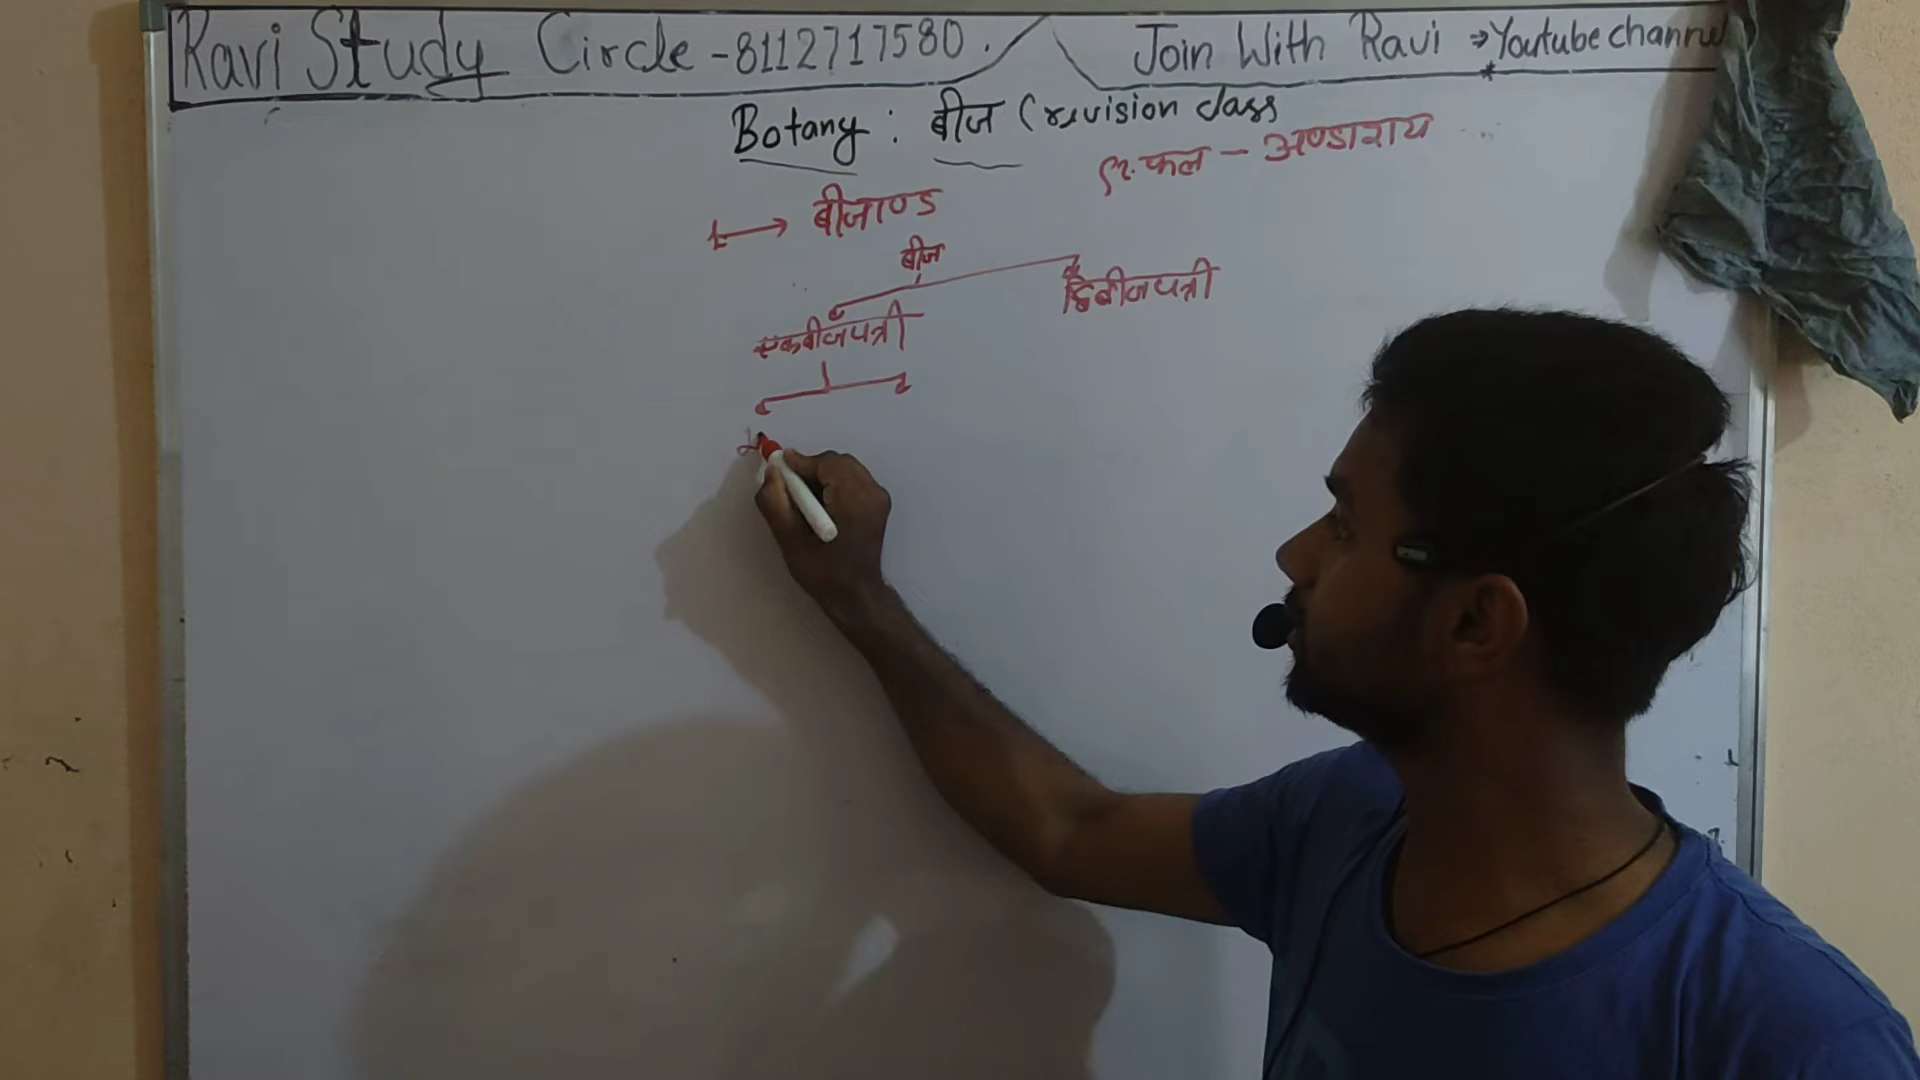 Ravi Study Circle - 8112717580.
Join With Ravi ⇒ Youtube channel
Botany : बीज (revision class
फल - अण्डाशय
→ बीजाण्ड
बीज
एकबीजपत्री
द्विबीजपत्री